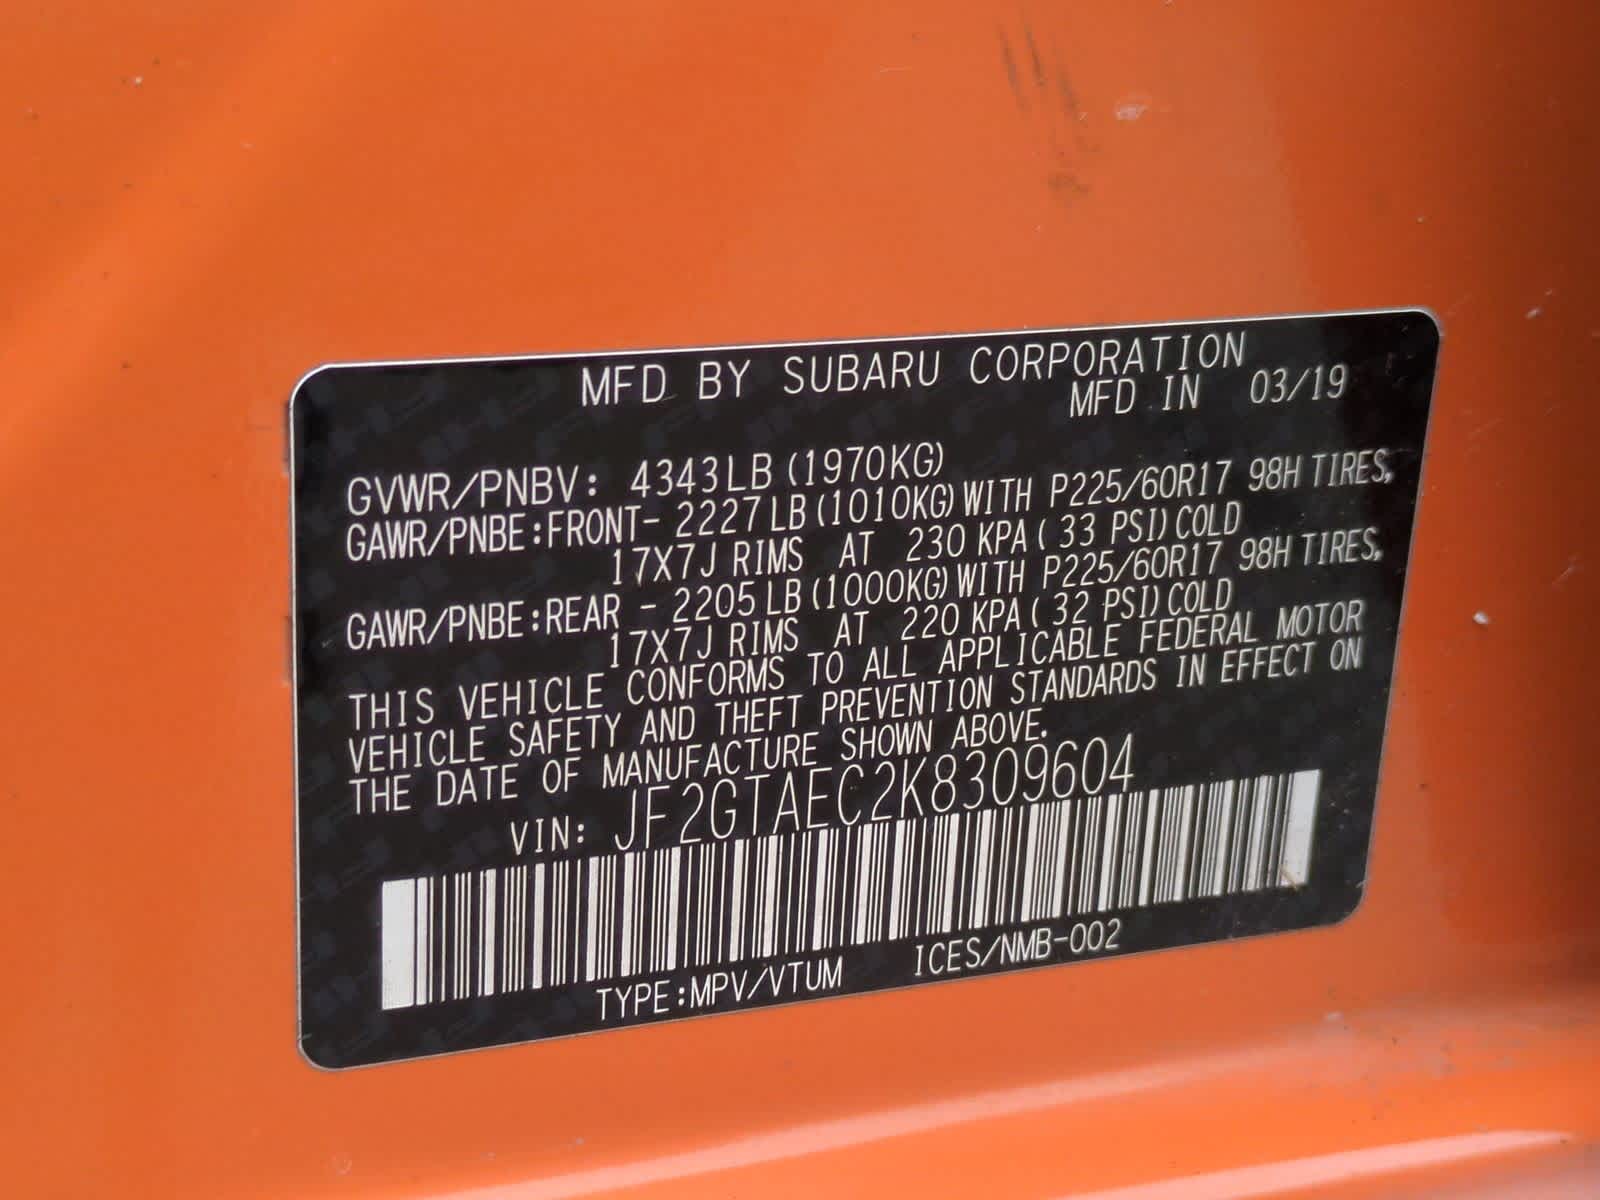 MFD BY SUBARU CORPORATION
MFD IN 03/19
GVWR/PNBV: 4343LB (1970KG)
GAWR/PNBE:FRONT- 2227LB (1010KG) WITH P225/60R17 98H TIRES,
17X7J RIMS AT 230 KPA ( 33 PSI) COLD
GAWR/PNBE:REAR - 2205LB (1000KG) WITH P225/60R17 98H TIRES,
17X7J RIMS AT 220 KPA ( 32 PSI) COLD
THIS VEHICLE CONFORMS TO ALL APPLICABLE FEDERAL MOTOR
VEHICLE SAFETY AND THEFT PREVENTION STANDARDS IN EFFECT ON
THE DATE OF MANUFACTURE SHOWN ABOVE.
VIN: JF2GTAEC2K8309604
TYPE:MPV/VTUM ICES/NMB-002